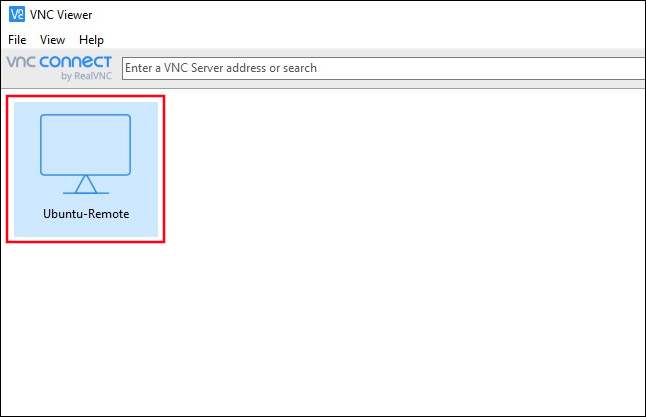 VNC Viewer
File View Help
vnc connect
by RealVNC
Enter a VNC Server address or search
Ubuntu-Remote